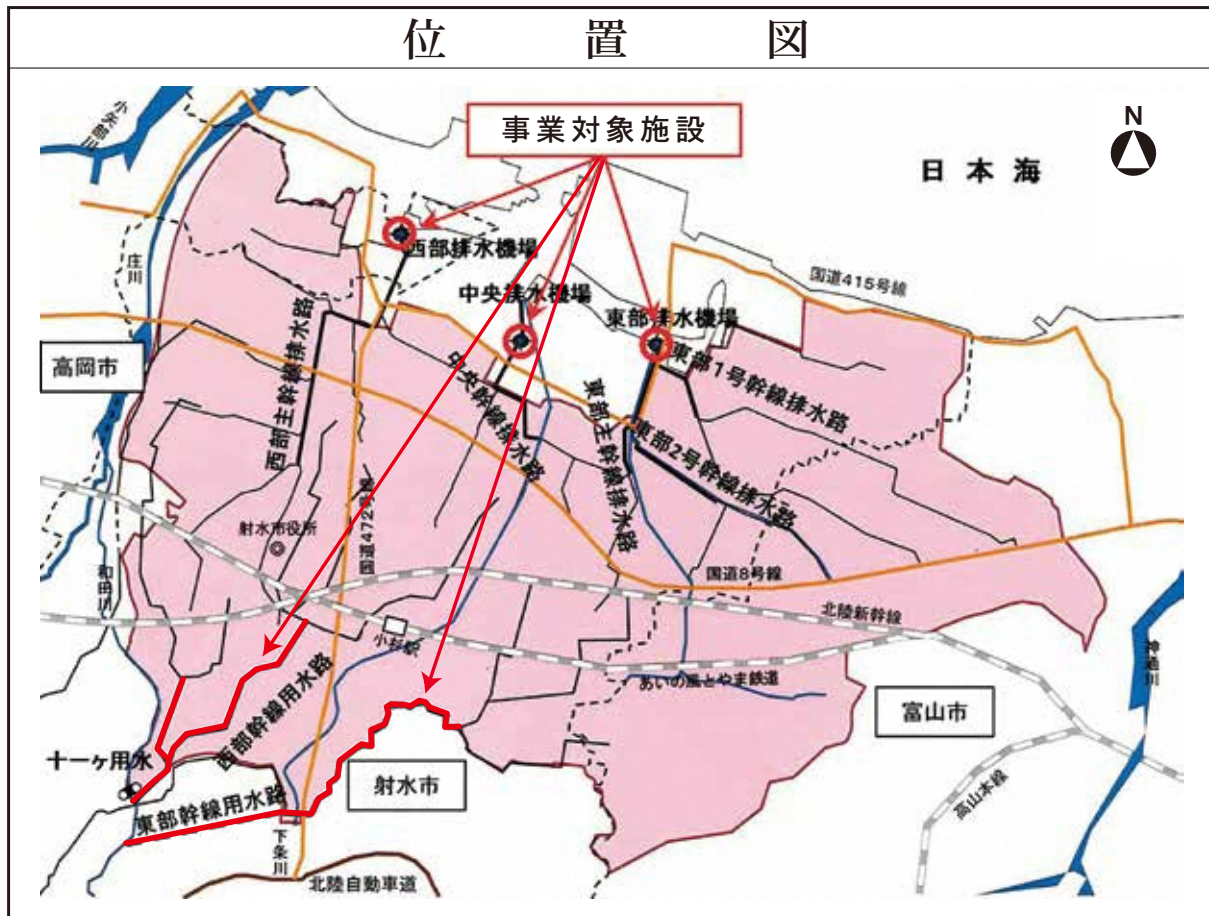 位置図
事業対象施設
N
日本海
小矢部川
庄川
西部排水機場
国道415号線
中央排水機場
東部排水機場
高岡市
西部主幹線排水路
中央幹線排水路
東部主幹線排水路
東部1号幹線排水路
東部2号幹線排水路
射水市役所
国道472号線
和田川
国道8号線
北陸新幹線
小杉駅
あいの風とやま鉄道
神通川
富山市
西部幹線用水路
十一ヶ用水
射水市
東部幹線用水路
高山本線
下条川
北陸自動車道